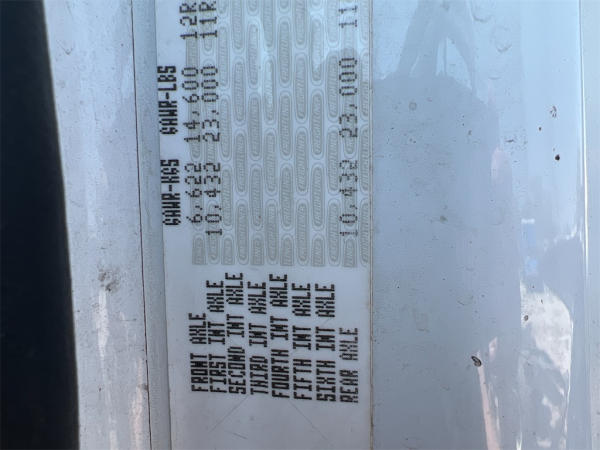 GAWR-KGS GAWR-LBS
FRONT AXLE 6,622 14,600 12R
FIRST INT AXLE 10,432 23,000 11R
SECOND INT AXLE
THIRD INT AXLE
FOURTH INT AXLE
FIFTH INT AXLE
SIXTH INT AXLE
REAR AXLE 10,432 23,000 11